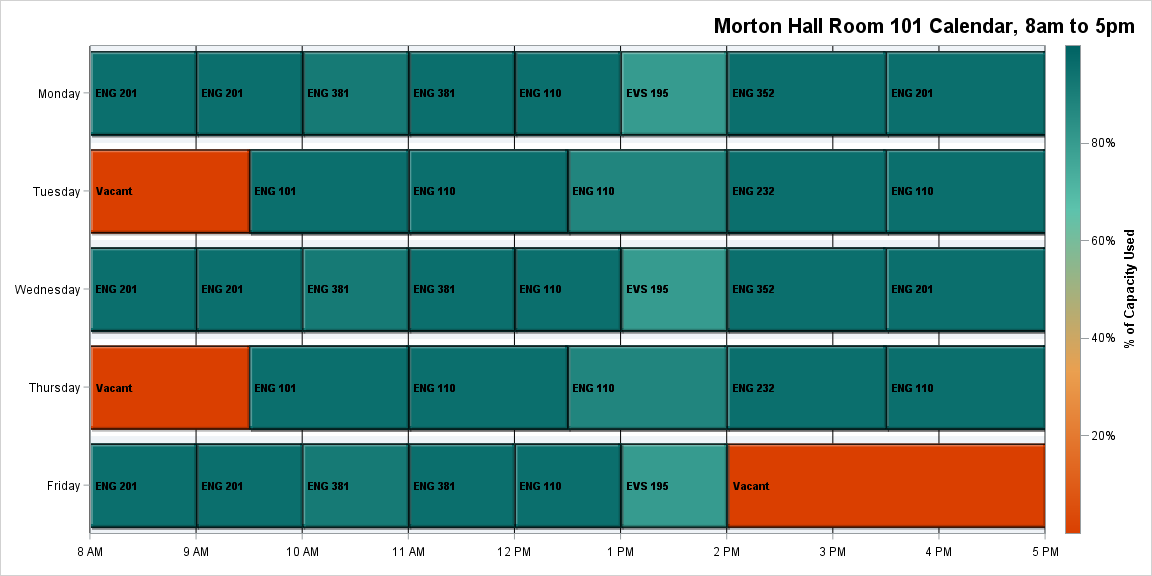 Morton Hall Room 101 Calendar, 8am to 5pm
Monday
ENG 201
ENG 201
ENG 381
ENG 381
ENG 110
EVS 195
ENG 352
ENG 201
Tuesday
Vacant
ENG 101
ENG 110
ENG 110
ENG 232
ENG 110
Wednesday
ENG 201
ENG 201
ENG 381
ENG 381
ENG 110
EVS 195
ENG 352
ENG 201
Thursday
Vacant
ENG 101
ENG 110
ENG 110
ENG 232
ENG 110
Friday
ENG 201
ENG 201
ENG 381
ENG 381
ENG 110
EVS 195
Vacant
8 AM
9 AM
10 AM
11 AM
12 PM
1 PM
2 PM
3 PM
4 PM
5 PM
80%
60%
40%
20%
% of Capacity Used